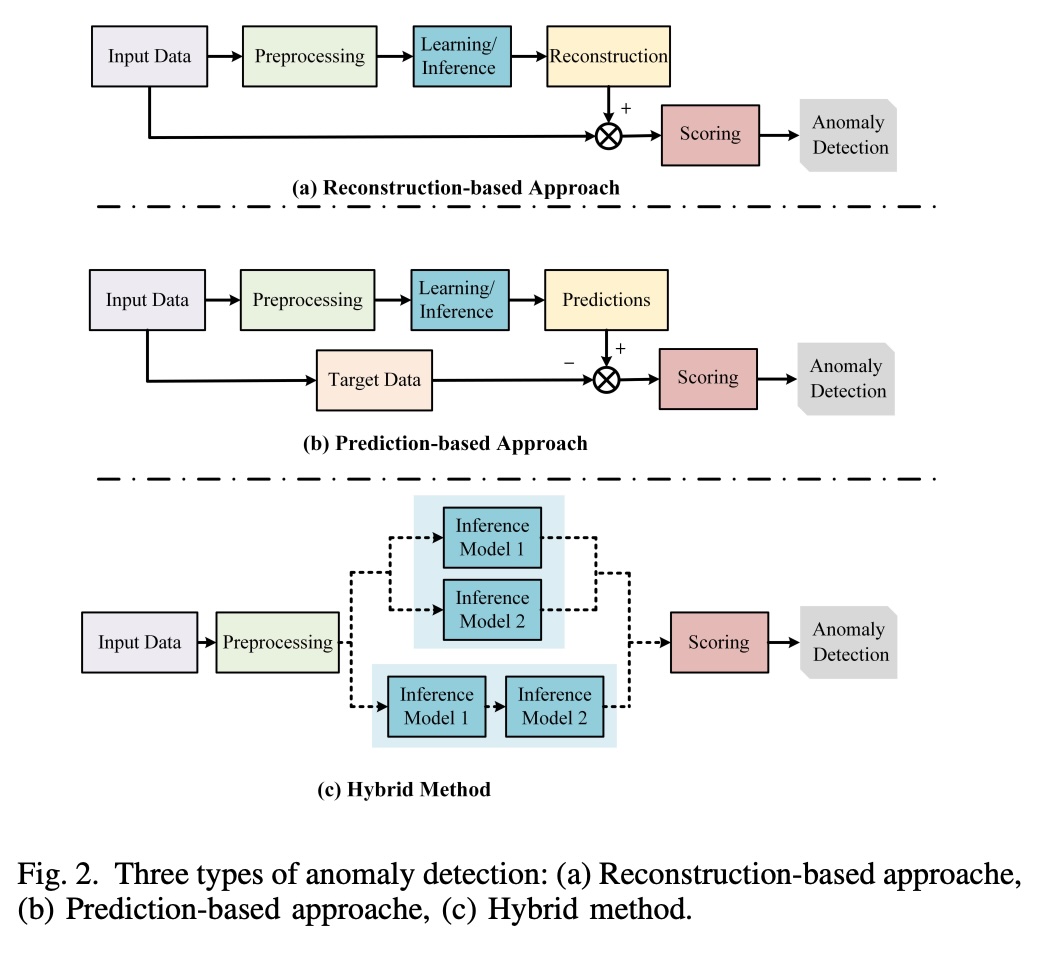 Input Data
Preprocessing
Learning/
Inference
Reconstruction
+
Scoring
Anomaly
Detection
(a) Reconstruction-based Approach
Input Data
Preprocessing
Learning/
Inference
Predictions
+
−
Target Data
Scoring
Anomaly
Detection
(b) Prediction-based Approach
Inference
Model 1
Inference
Model 2
Input Data
Preprocessing
Scoring
Anomaly
Detection
Inference
Model 1
Inference
Model 2
(c) Hybrid Method
Fig. 2. Three types of anomaly detection: (a) Reconstruction-based approache,
(b) Prediction-based approache, (c) Hybrid method.